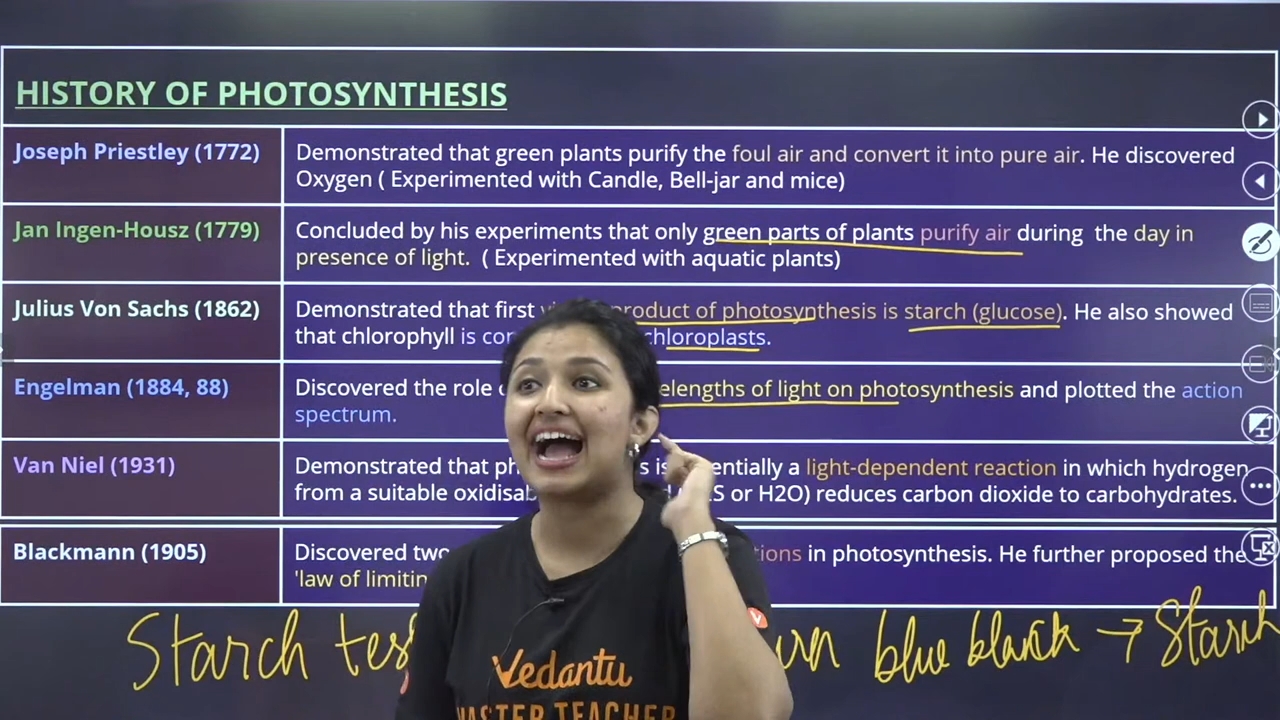 HISTORY OF PHOTOSYNTHESIS
Joseph Priestley (1772)
Demonstrated that green plants purify the foul air and convert it into pure air. He discovered
Oxygen ( Experimented with Candle, Bell-jar and mice)
Jan Ingen-Housz (1779)
Concluded by his experiments that only green parts of plants purify air during the day in
presence of light. ( Experimented with aquatic plants)
Julius Von Sachs (1862)
Demonstrated that first product of photosynthesis is starch (glucose). He also showed
that chlorophyll is chloroplasts.
Engelman (1884, 88)
Discovered the role of light on photosynthesis and plotted the action
spectrum.
Van Niel (1931)
Demonstrated that a light-dependent reaction in which hydrogen
from a suitable or H2O) reduces carbon dioxide to carbohydrates.
Blackmann (1905)
Discovered two in photosynthesis. He further proposed the
'law of
Starch blue blanck → Starch
Vedantu
MASTER TEACHER